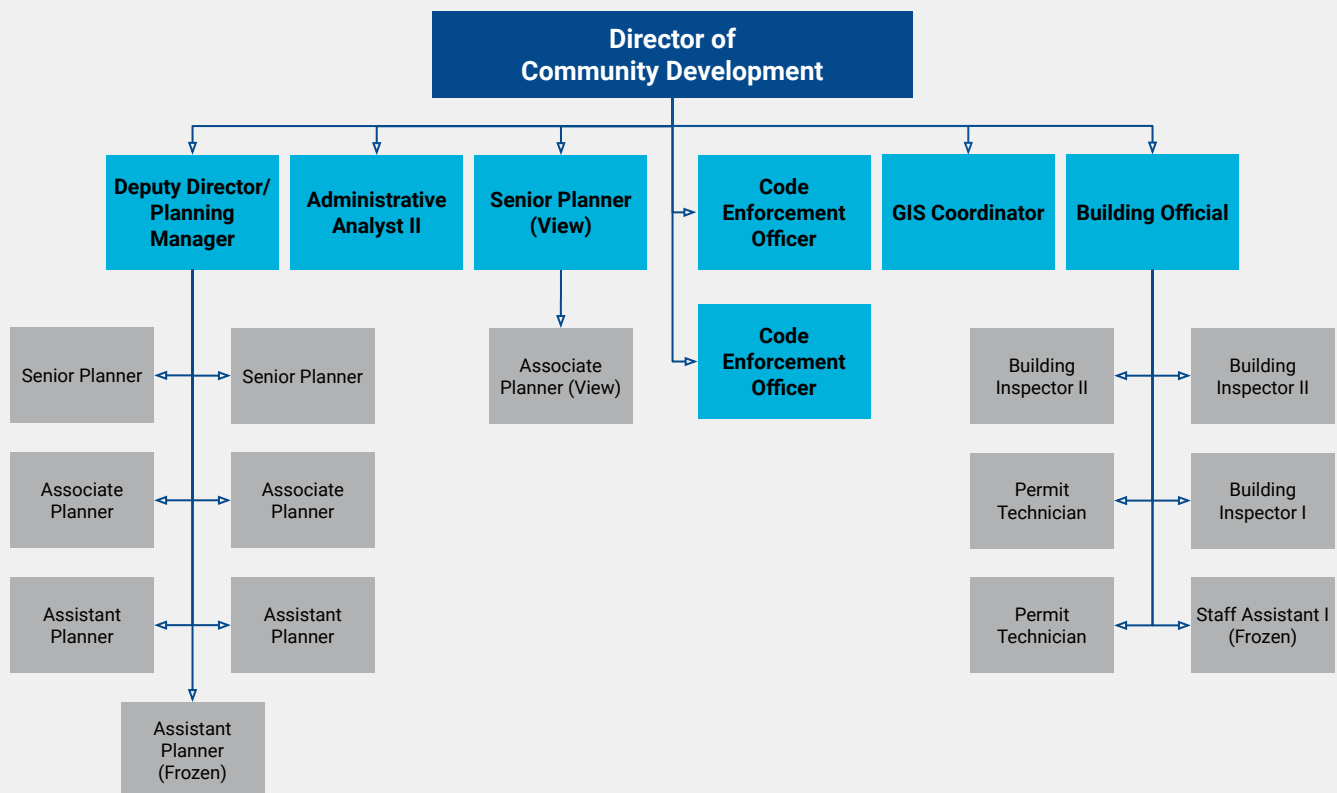 Director of
Community Development
Deputy Director/
Planning
Manager
Administrative
Analyst II
Senior Planner
(View)
Code
Enforcement
Officer
GIS Coordinator
Building Official
Code
Enforcement
Officer
Senior Planner
Senior Planner
Associate
Planner (View)
Building
Inspector II
Building
Inspector II
Associate
Planner
Associate
Planner
Permit
Technician
Building
Inspector I
Assistant
Planner
Assistant
Planner
Permit
Technician
Staff Assistant I
(Frozen)
Assistant
Planner
(Frozen)